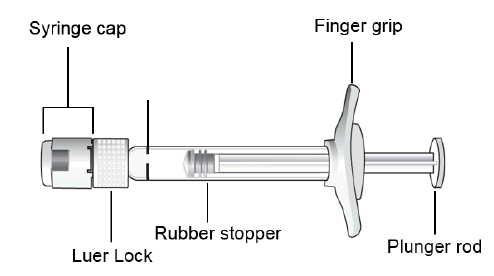 Syringe cap
Finger grip
Rubber stopper
Plunger rod
Luer Lock